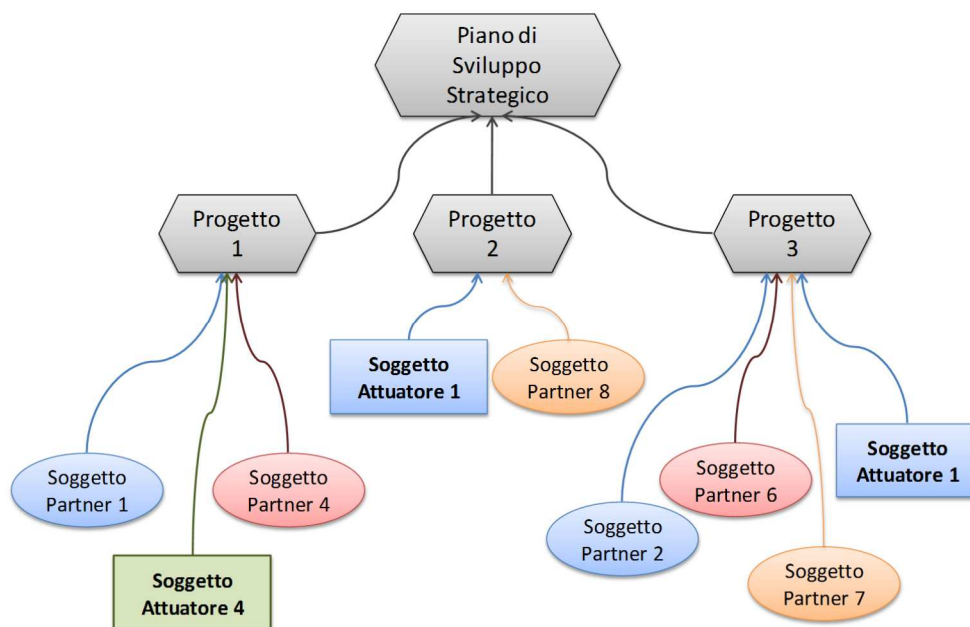 Piano di
Sviluppo
Strategico
Progetto
1
Progetto
2
Progetto
3
Soggetto
Attuatore 1
Soggetto
Partner 8
Soggetto
Partner 1
Soggetto
Partner 4
Soggetto
Partner 6
Soggetto
Attuatore 1
Soggetto
Partner 2
Soggetto
Attuatore 4
Soggetto
Partner 7